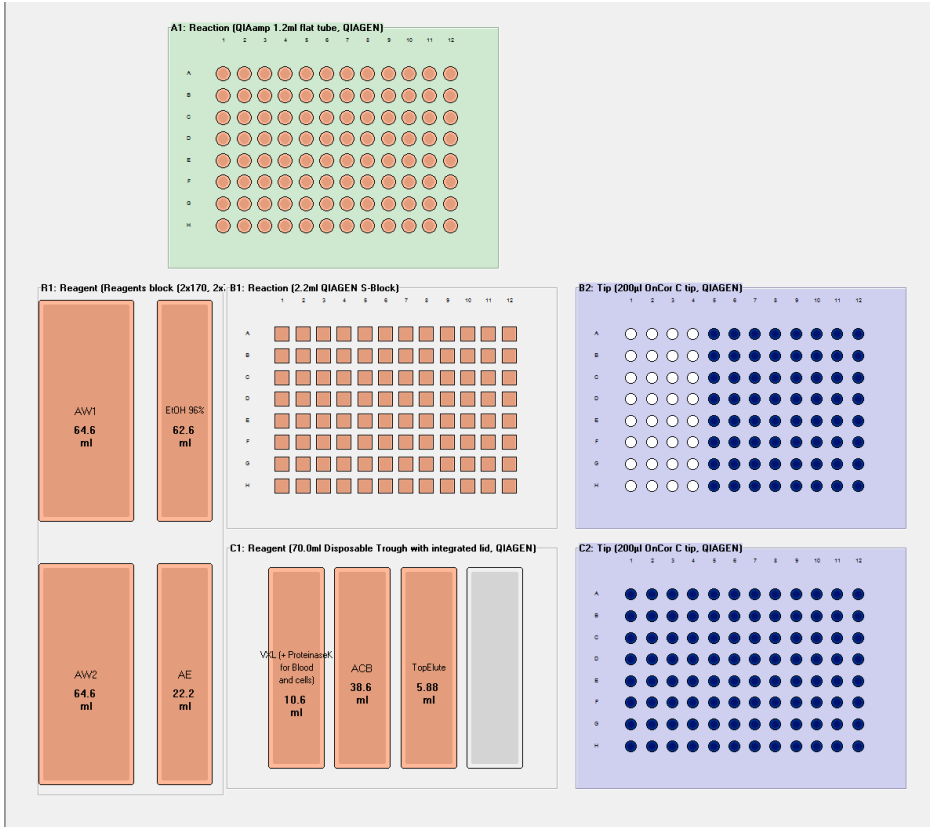 A1: Reaction (QIAamp 1.2ml flat tube, QIAGEN)
1 2 3 4 5 6 7 8 9 10 11 12
A
B
C
D
E
F
G
H
R1: Reagent (Reagents block (2x170, 2x
AW1
64.6
ml
EtOH 96%
62.6
ml
AW2
64.6
ml
AE
22.2
ml
B1: Reaction (2.2ml QIAGEN S-Block)
1 2 3 4 5 6 7 8 9 10 11 12
A
B
C
D
E
F
G
H
B2: Tip (200µl OnCor C tip, QIAGEN)
1 2 3 4 5 6 7 8 9 10 11 12
A
B
C
D
E
F
G
H
C1: Reagent (70.0ml Disposable Trough with integrated lid, QIAGEN)
VXL (+ ProteinaseK
for Blood
and cells)
10.6
ml
ACB
38.6
ml
TopElute
5.88
ml
C2: Tip (200µl OnCor C tip, QIAGEN)
1 2 3 4 5 6 7 8 9 10 11 12
A
B
C
D
E
F
G
H